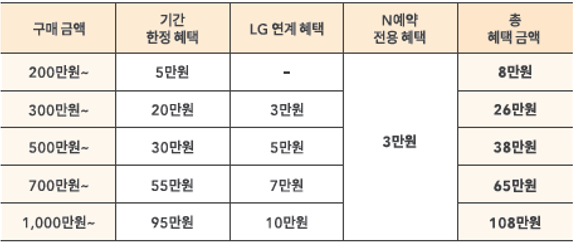 구매 금액 기간 한정 혜택 LG 연계 혜택 N예약 전용 혜택 총 혜택 금액
200만원~ 5만원 – 3만원 8만원
300만원~ 20만원 3만원 26만원
500만원~ 30만원 5만원 38만원
700만원~ 55만원 7만원 65만원
1,000만원~ 95만원 10만원 108만원